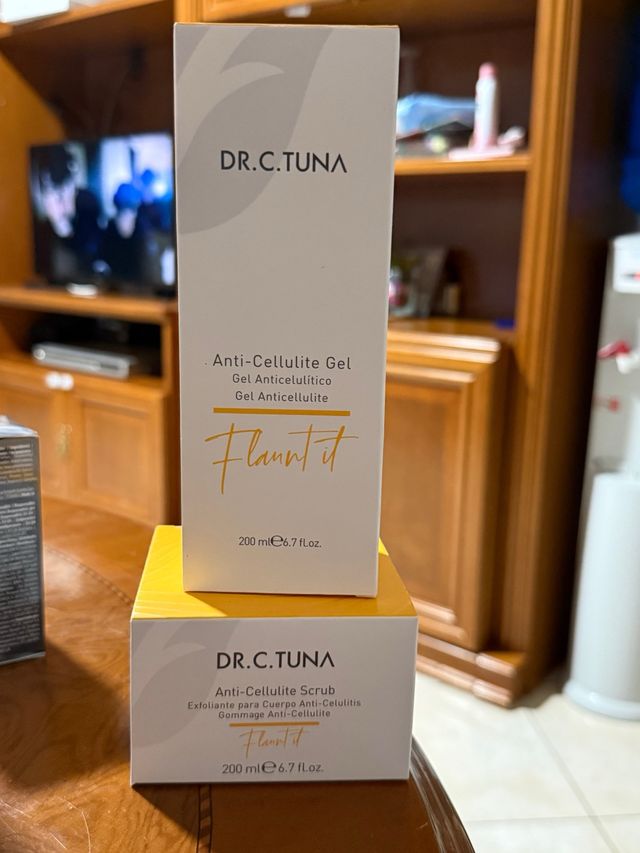 DR.C.TUNA
Anti-Cellulite Gel
Gel Anticelulítico
Gel Anticellulite
Flaunt it
200 ml℮6.7 fl.oz.
DR.C.TUNA
Anti-Cellulite Scrub
Exfoliante para Cuerpo Anti-Celulitis
Gommage Anti-Cellulite
Flaunt it
200 ml℮6.7 fl.oz.